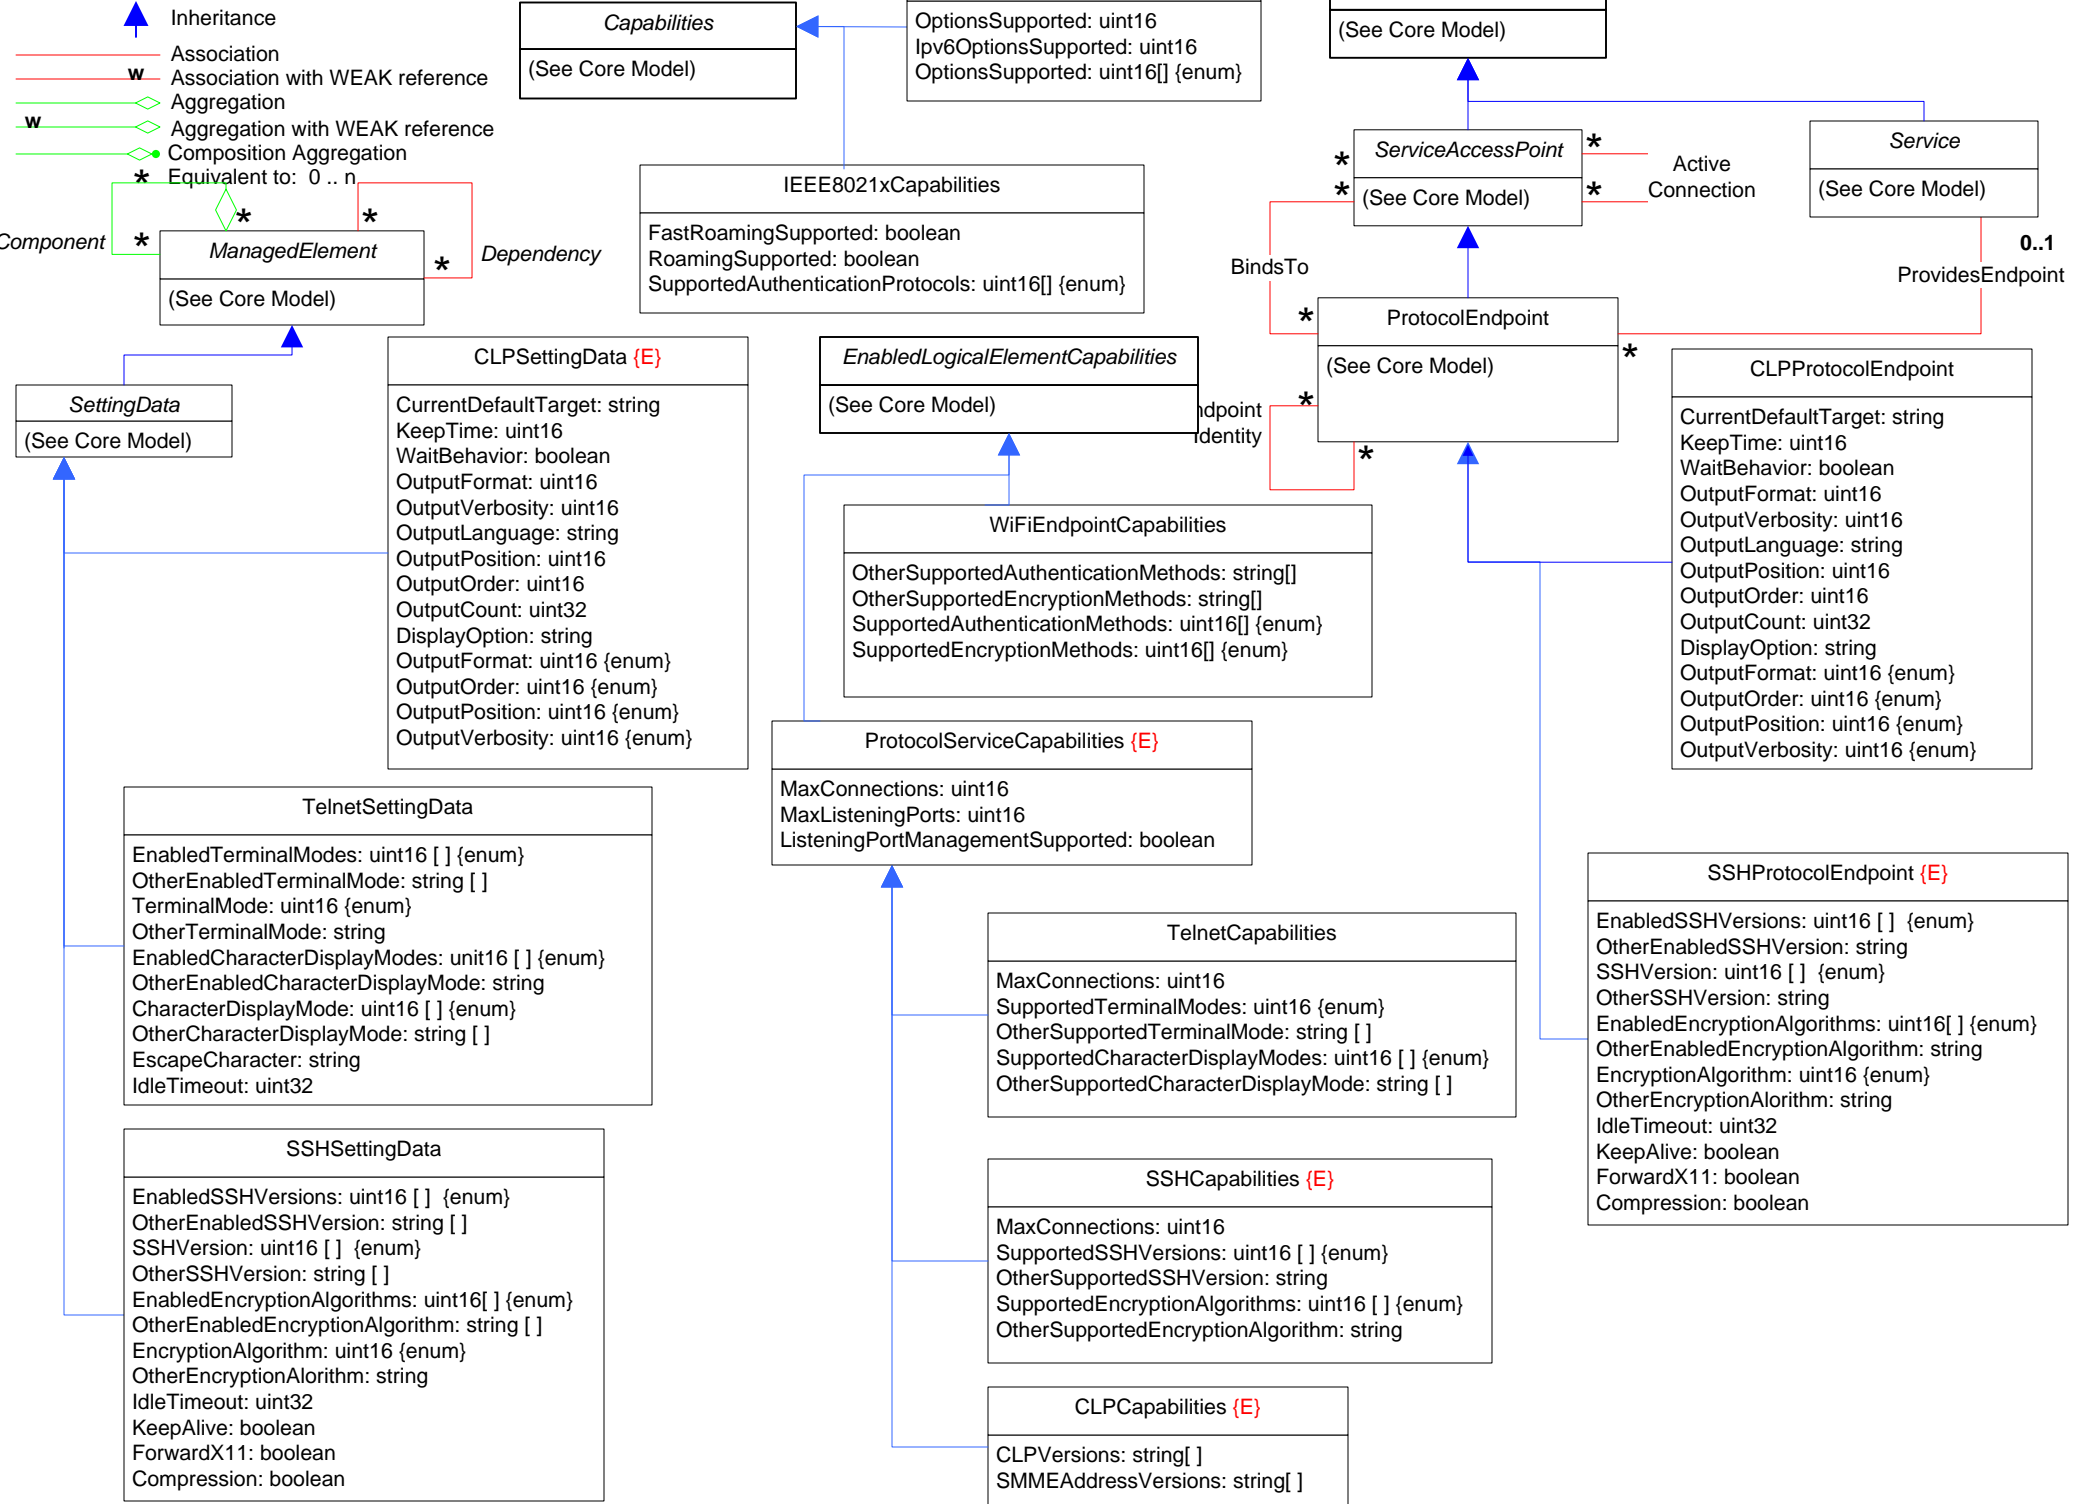 Inheritance
Association
w
Association with WEAK reference
Aggregation
w
Aggregation with WEAK reference
Composition Aggregation
* Equivalent to: 0 .. n
Component
*
*
*
*
Dependency
ManagedElement
(See Core Model)
SettingData
(See Core Model)
CLPSettingData {E}
CurrentDefaultTarget: string
KeepTime: uint16
WaitBehavior: boolean
OutputFormat: uint16
OutputVerbosity: uint16
OutputLanguage: string
OutputPosition: uint16
OutputOrder: uint16
OutputCount: uint32
DisplayOption: string
OutputFormat: uint16 {enum}
OutputOrder: uint16 {enum}
OutputPosition: uint16 {enum}
OutputVerbosity: uint16 {enum}
TelnetSettingData
EnabledTerminalModes: uint16 [ ] {enum}
OtherEnabledTerminalMode: string [ ]
TerminalMode: uint16 {enum}
OtherTerminalMode: string
EnabledCharacterDisplayModes: unit16 [ ] {enum}
OtherEnabledCharacterDisplayMode: string
CharacterDisplayMode: uint16 [ ] {enum}
OtherCharacterDisplayMode: string [ ]
EscapeCharacter: string
IdleTimeout: uint32
SSHSettingData
EnabledSSHVersions: uint16 [ ]  {enum}
OtherEnabledSSHVersion: string [ ]
SSHVersion: uint16 [ ]  {enum}
OtherSSHVersion: string [ ]
EnabledEncryptionAlgorithms: uint16[ ] {enum}
OtherEnabledEncryptionAlgorithm: string [ ]
EncryptionAlgorithm: uint16 {enum}
OtherEncryptionAlorithm: string
IdleTimeout: uint32
KeepAlive: boolean
ForwardX11: boolean
Compression: boolean
Capabilities
(See Core Model)
OptionsSupported: uint16
Ipv6OptionsSupported: uint16
OptionsSupported: uint16[] {enum}
IEEE8021xCapabilities
FastRoamingSupported: boolean
RoamingSupported: boolean
SupportedAuthenticationProtocols: uint16[] {enum}
EnabledLogicalElementCapabilities
(See Core Model)
WiFiEndpointCapabilities
OtherSupportedAuthenticationMethods: string[]
OtherSupportedEncryptionMethods: string[]
SupportedAuthenticationMethods: uint16[] {enum}
SupportedEncryptionMethods: uint16[] {enum}
ProtocolServiceCapabilities {E}
MaxConnections: uint16
MaxListeningPorts: uint16
ListeningPortManagementSupported: boolean
TelnetCapabilities
MaxConnections: uint16
SupportedTerminalModes: uint16 {enum}
OtherSupportedTerminalMode: string [ ]
SupportedCharacterDisplayModes: uint16 [ ] {enum}
OtherSupportedCharacterDisplayMode: string [ ]
SSHCapabilities {E}
MaxConnections: uint16
SupportedSSHVersions: uint16 [ ] {enum}
OtherSupportedSSHVersion: string
SupportedEncryptionAlgorithms: uint16 [ ] {enum}
OtherSupportedEncryptionAlgorithm: string
CLPCapabilities {E}
CLPVersions: string[ ]
SMMEAddressVersions: string[ ]
(See Core Model)
ServiceAccessPoint
(See Core Model)
*
*
*
*
Active
Connection
Service
(See Core Model)
0..1
ProvidesEndpoint
BindsTo
*
ProtocolEndpoint
(See Core Model)
*
*
*
ndpoint
Identity
CLPProtocolEndpoint
CurrentDefaultTarget: string
KeepTime: uint16
WaitBehavior: boolean
OutputFormat: uint16
OutputVerbosity: uint16
OutputLanguage: string
OutputPosition: uint16
OutputOrder: uint16
OutputCount: uint32
DisplayOption: string
OutputFormat: uint16 {enum}
OutputOrder: uint16 {enum}
OutputPosition: uint16 {enum}
OutputVerbosity: uint16 {enum}
SSHProtocolEndpoint {E}
EnabledSSHVersions: uint16 [ ]  {enum}
OtherEnabledSSHVersion: string
SSHVersion: uint16 [ ]  {enum}
OtherSSHVersion: string
EnabledEncryptionAlgorithms: uint16[ ] {enum}
OtherEnabledEncryptionAlgorithm: string
EncryptionAlgorithm: uint16 {enum}
OtherEncryptionAlorithm: string
IdleTimeout: uint32
KeepAlive: boolean
ForwardX11: boolean
Compression: boolean